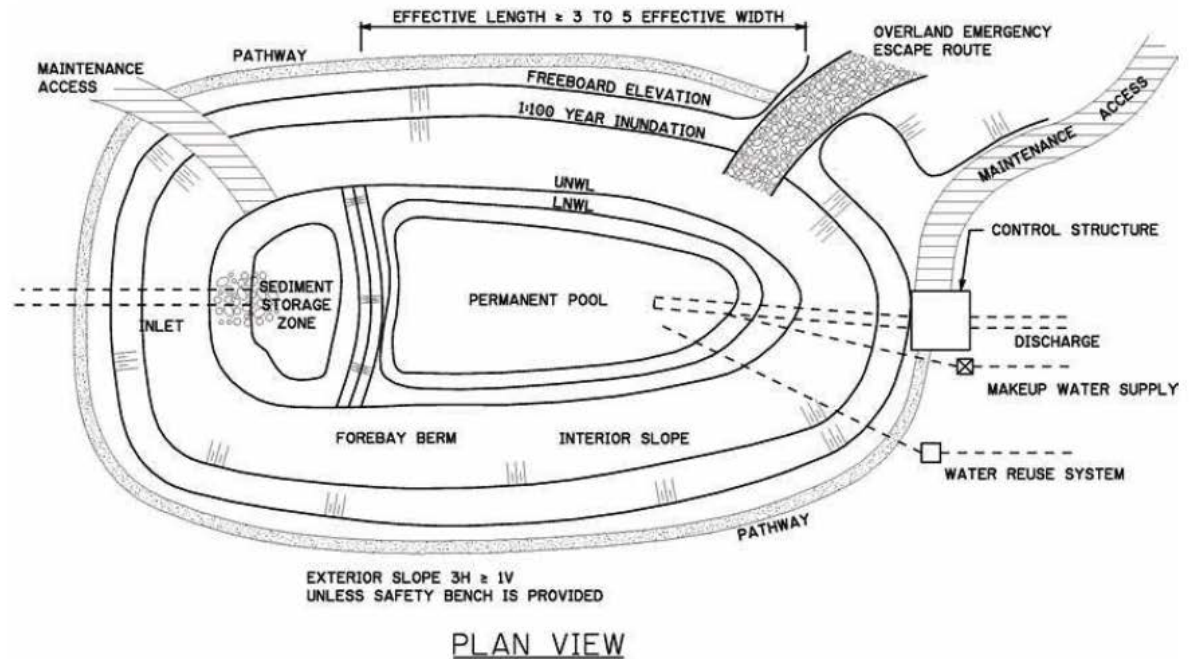 EFFECTIVE LENGTH ≥ 3 TO 5 EFFECTIVE WIDTH
OVERLAND EMERGENCY
ESCAPE ROUTE
PATHWAY
MAINTENANCE
ACCESS
FREEBOARD ELEVATION
1:100 YEAR INUNDATION
MAINTENANCE ACCESS
UNWL
LNWL
CONTROL STRUCTURE
SEDIMENT
STORAGE
ZONE
PERMANENT POOL
INLET
DISCHARGE
MAKEUP WATER SUPPLY
FOREBAY BERM
INTERIOR SLOPE
WATER REUSE SYSTEM
PATHWAY
EXTERIOR SLOPE 3H ≥ 1V
UNLESS SAFETY BENCH IS PROVIDED
PLAN VIEW